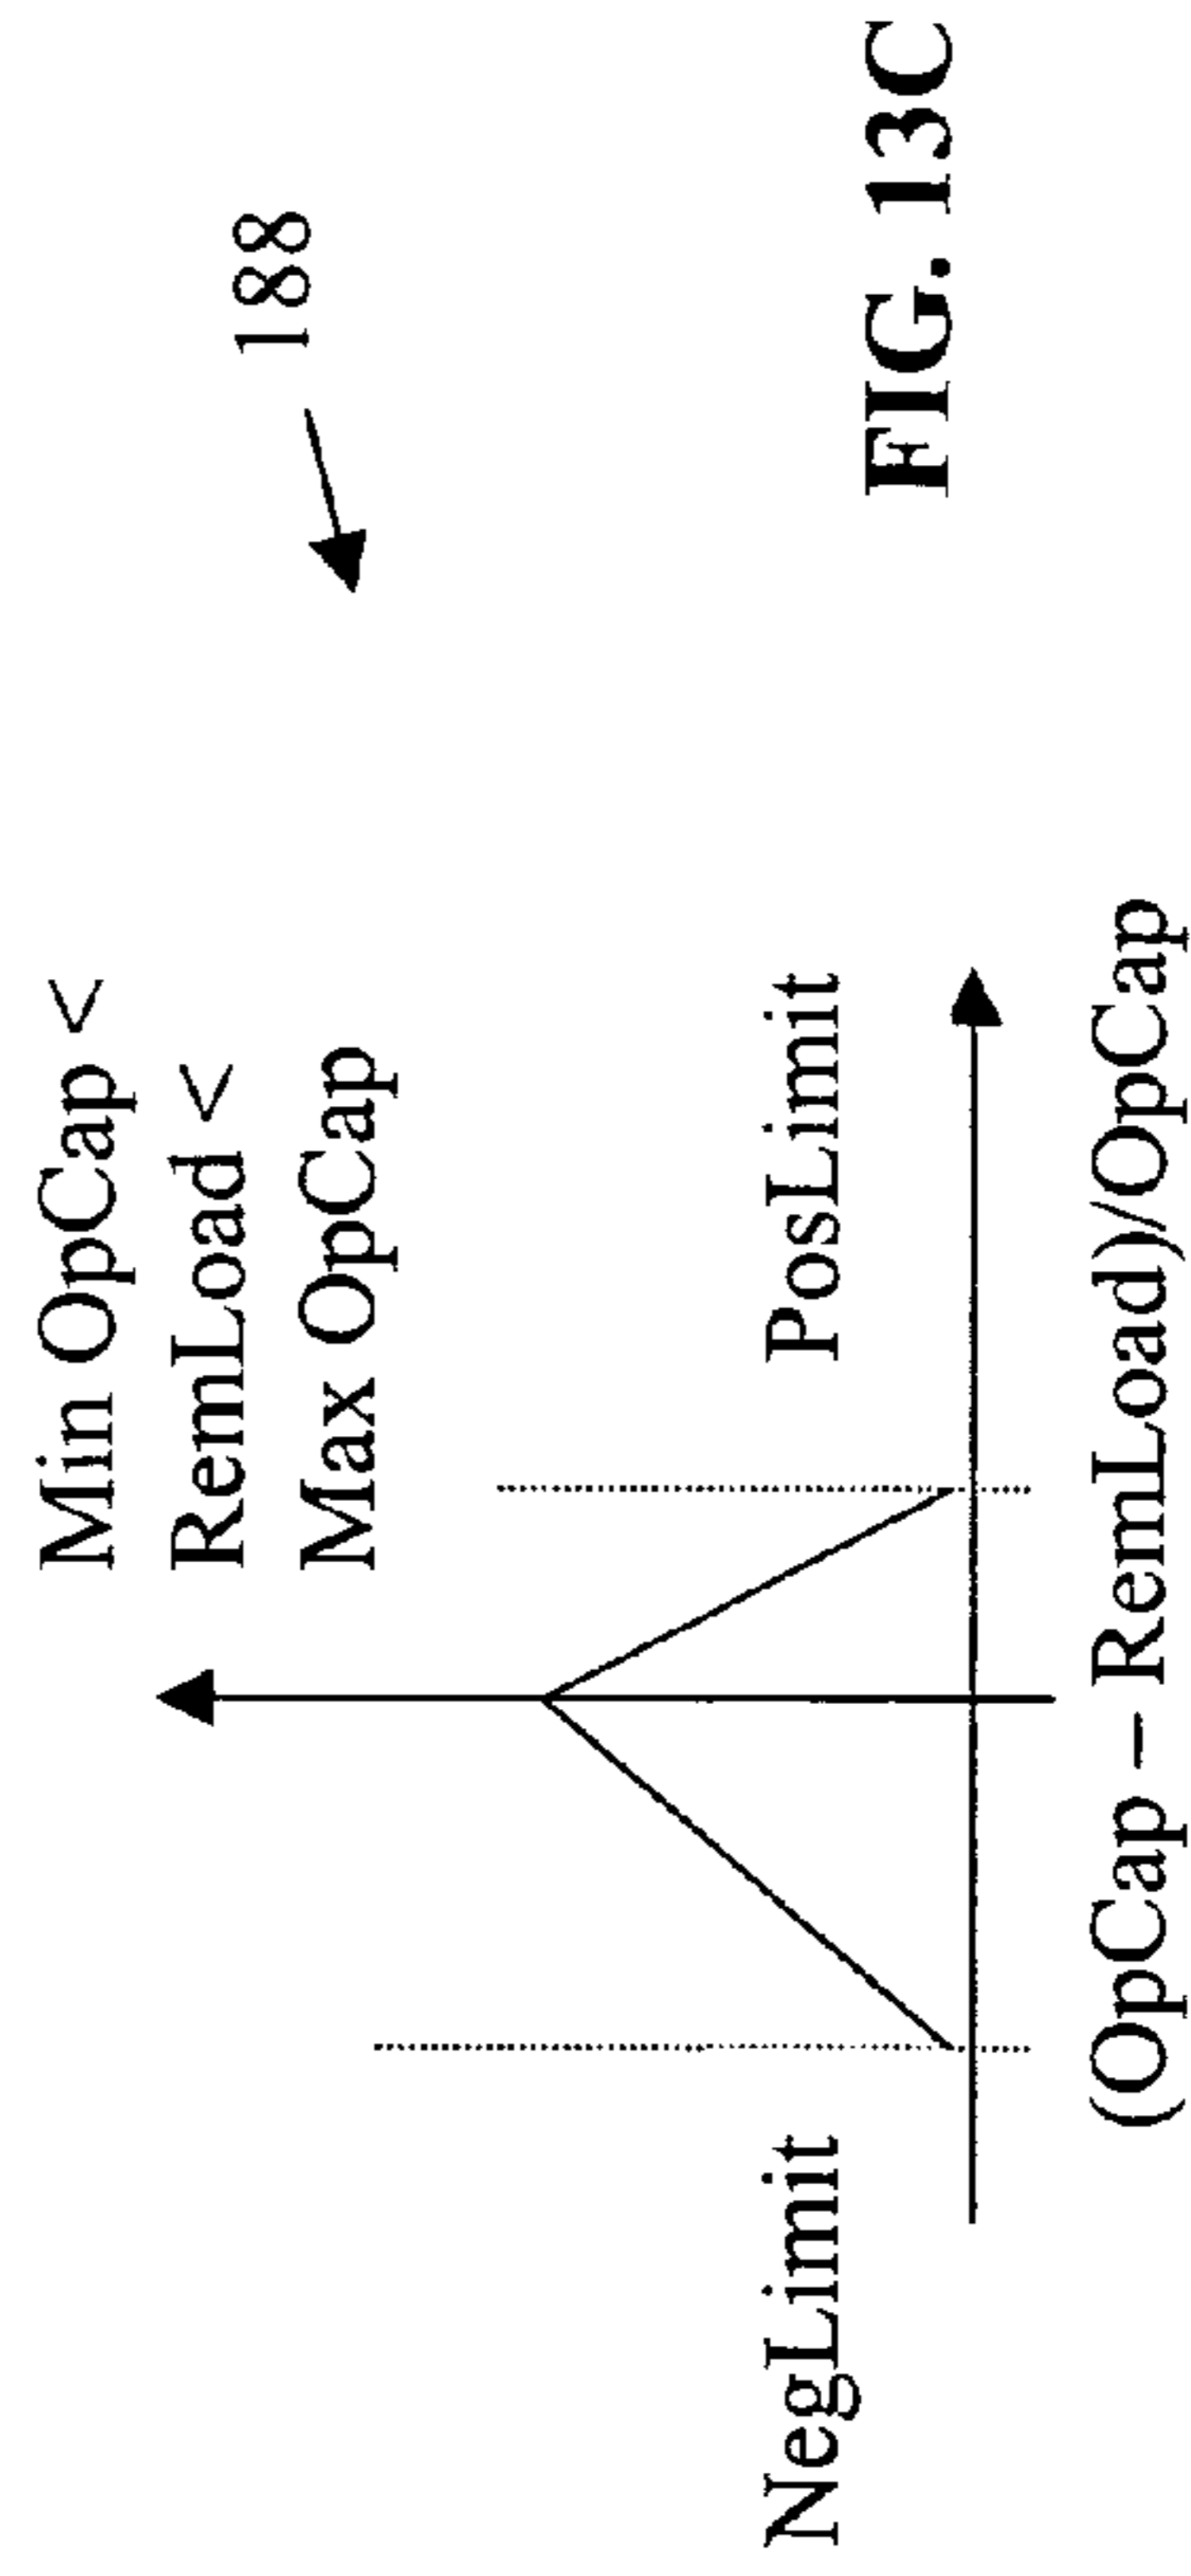 Min OpCap <
RemLoad <
Max OpCap
188
NegLimit
PosLimit
(OpCap – RemLoad)/OpCap
FIG. 13C